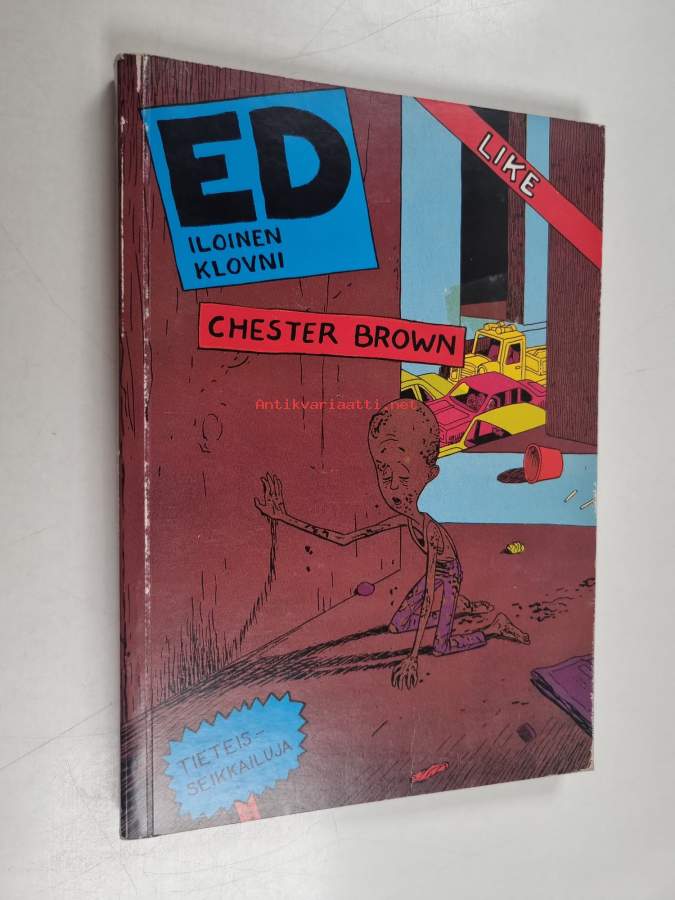 ED
ILOINEN
KLOVNI
LIKE
CHESTER BROWN
Antikvariaatti.net
TIETEIS-
SEIKKAILUJA